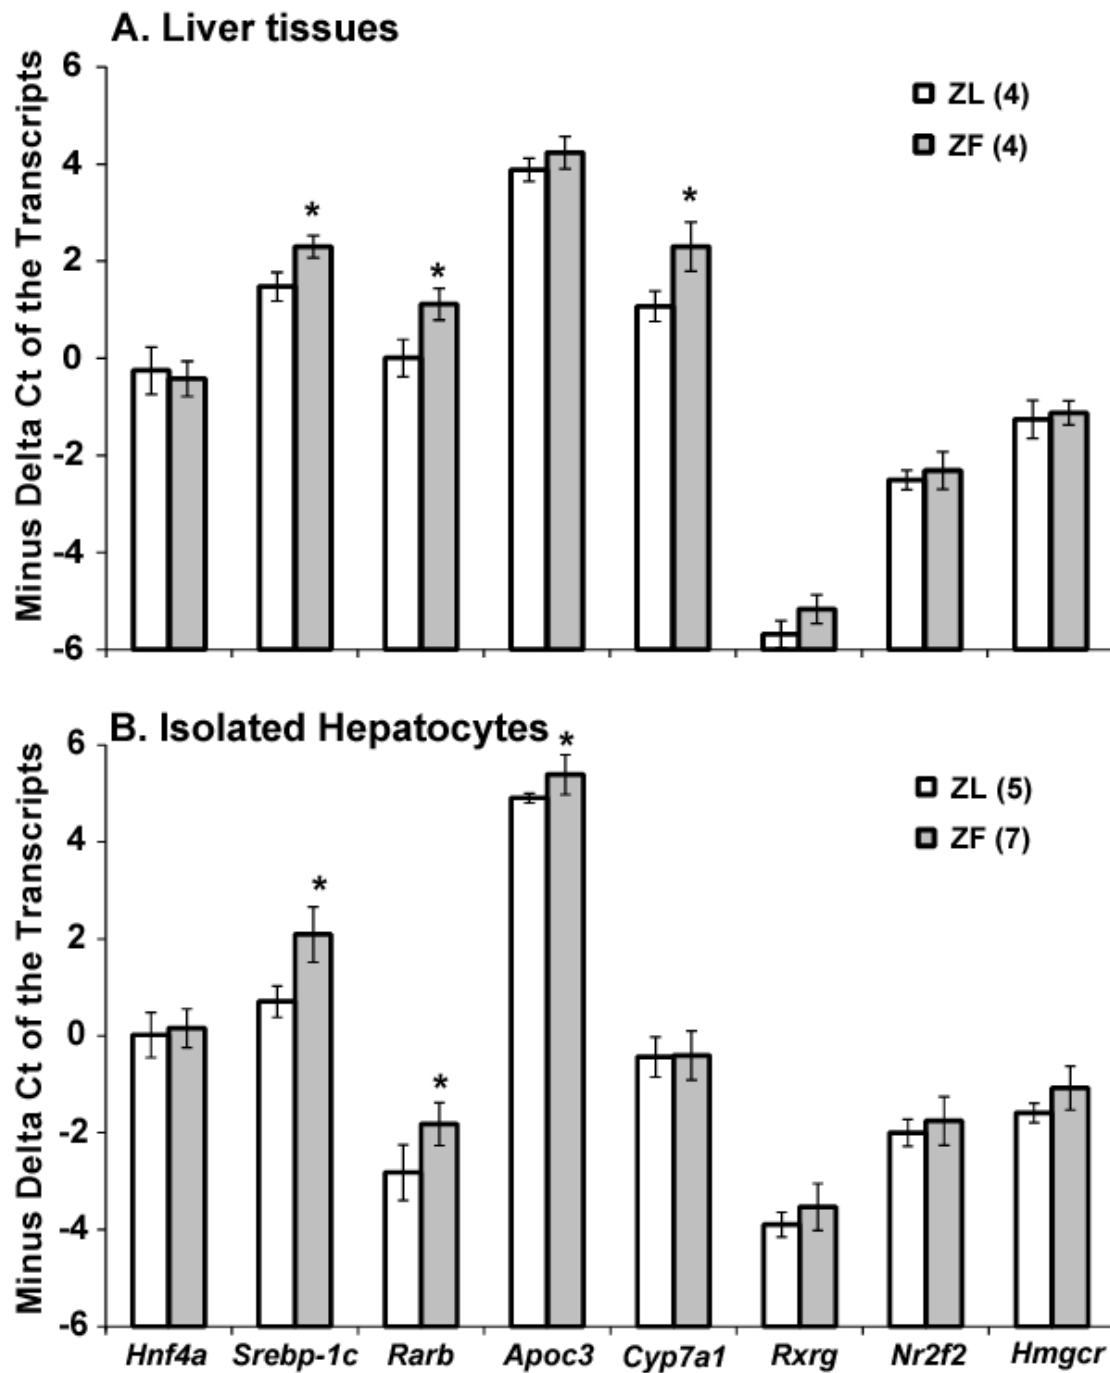 A. Liver tissues
Minus Delta Ct of the Transcripts
6
4
2
0
-2
-4
-6
ZL (4)
ZF (4)
*
*
*
B. Isolated Hepatocytes
Minus Delta Ct of the Transcripts
6
4
2
0
-2
-4
-6
ZL (5)
ZF (7)
*
*
*
Hnf4a Srebp-1c Rarb Apoc3 Cyp7a1 Rxrg Nr2f2 Hmgcr